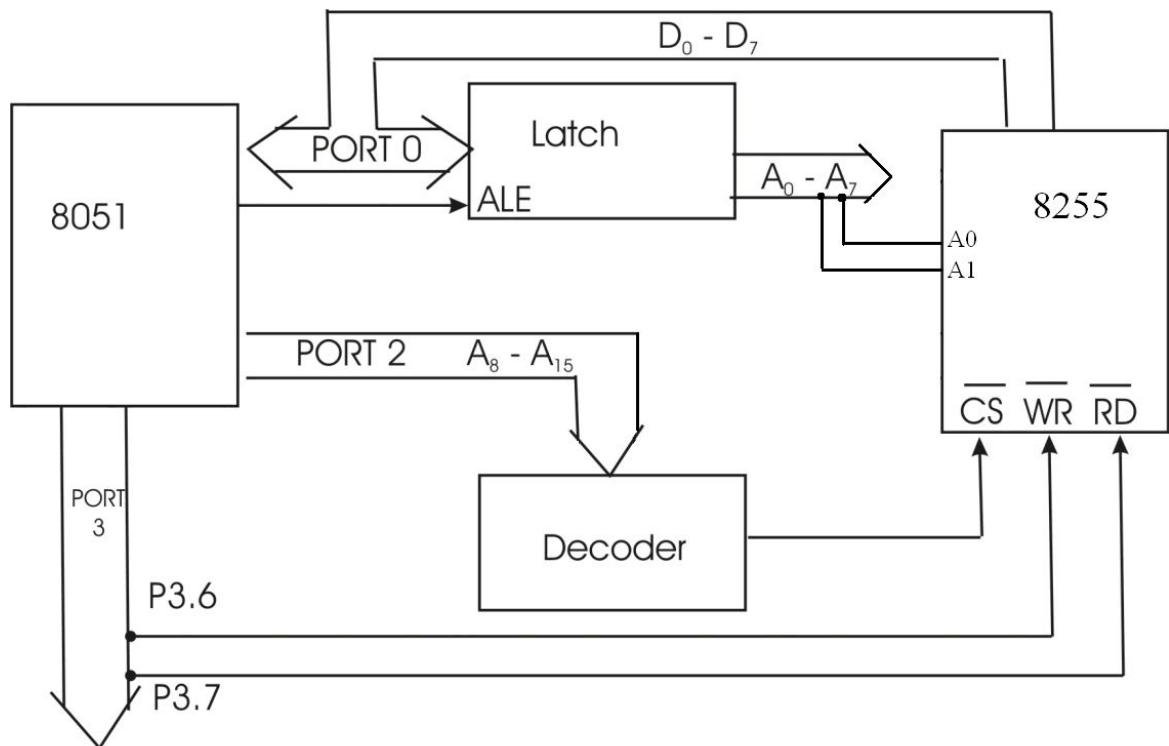 D₀ - D₇
Latch
PORT 0
A₀ - A₇
8051
8255
ALE
A0
A1
PORT 2 A₈ - A₁₅
CS WR RD
PORT
3
Decoder
P3.6
P3.7